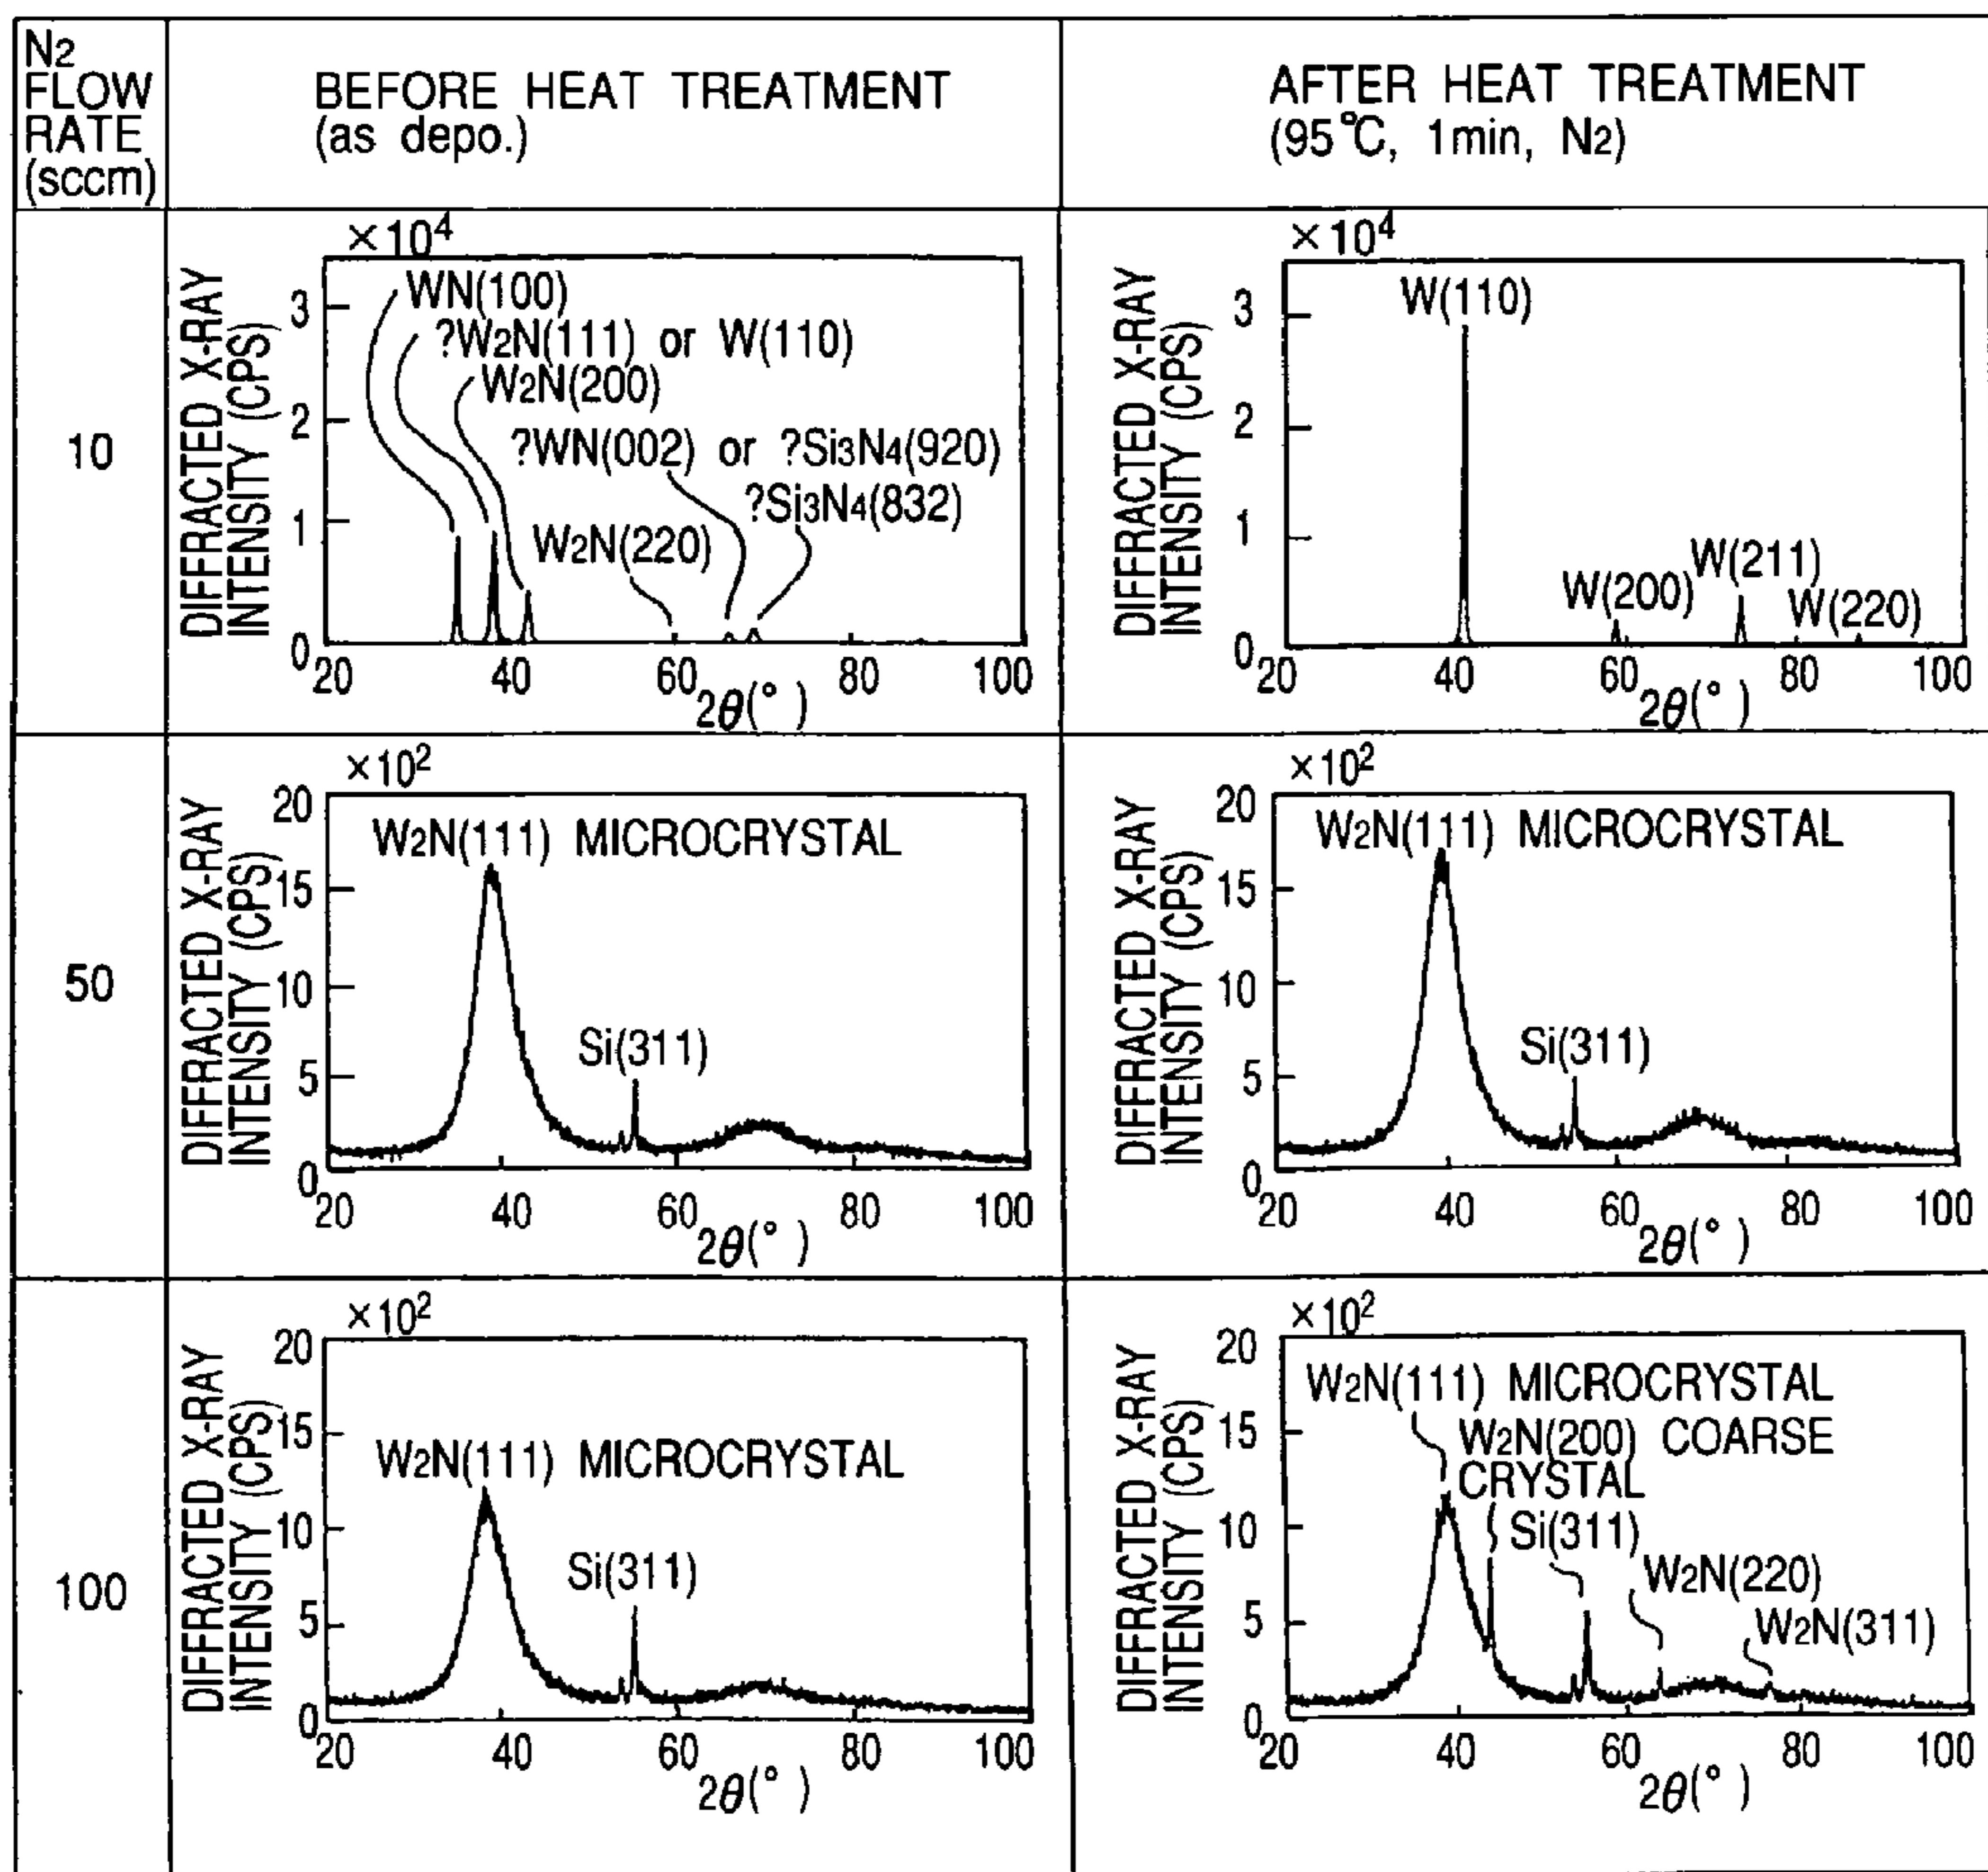 N2
FLOW
RATE
(sccm)
BEFORE HEAT TREATMENT
(as depo.)
AFTER HEAT TREATMENT
(95°C, 1min, N2)
10
DIFFRACTED X-RAY
INTENSITY (CPS)
×10⁴
3
2
1
0
WN(100)
?W2N(111) or W(110)
W2N(200)
?WN(002) or ?Si3N4(920)
?Si3N4(832)
W2N(220)
20 40 60 80 100
2θ(° )
DIFFRACTED X-RAY
INTENSITY (CPS)
×10⁴
3
2
1
0
W(110)
W(211)
W(200)
W(220)
20 40 60 80 100
2θ(° )
50
DIFFRACTED X-RAY
INTENSITY (CPS)
×10²
20
15
10
5
0
W2N(111) MICROCRYSTAL
Si(311)
20 40 60 80 100
2θ(° )
DIFFRACTED X-RAY
INTENSITY (CPS)
×10²
20
15
10
5
0
W2N(111) MICROCRYSTAL
Si(311)
20 40 60 80 100
2θ(° )
100
DIFFRACTED X-RAY
INTENSITY (CPS)
×10²
20
15
10
5
0
W2N(111) MICROCRYSTAL
Si(311)
20 40 60 80 100
2θ(° )
DIFFRACTED X-RAY
INTENSITY (CPS)
×10²
20
15
10
5
0
W2N(111) MICROCRYSTAL
W2N(200) COARSE
CRYSTAL
Si(311)
W2N(220)
W2N(311)
20 40 60 80 100
2θ(° )